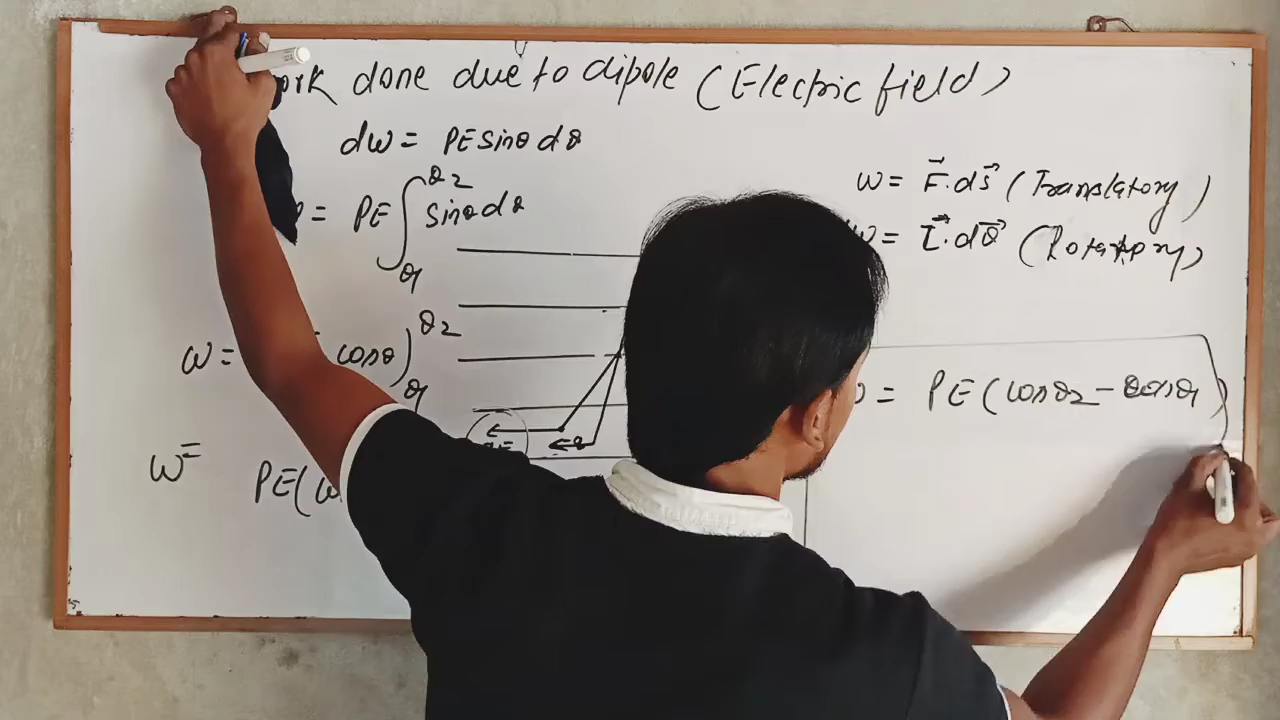 done due to dipole (Electric field)
dw = PE sinθ dθ
= PE ∫ sinθ dθ
θ2
θ1
w = cosθ)
θ2
θ1
w =
PE(
w = F⃗.ds⃗ (Translatory)
= τ⃗.dθ⃗ (Rotatory)
= PE(cosθ2 - cosθ1)